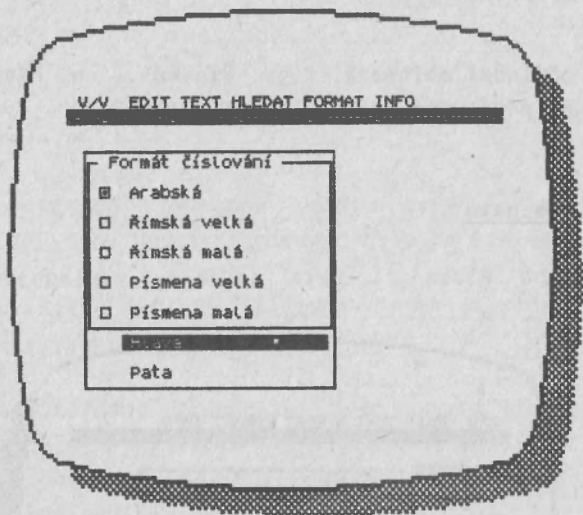 V/V EDIT TEXT HLEDAT FORMAT INFO
Formát číslování
Arabská
Římská velká
Římská malá
Písmena velká
Písmena malá
Pata